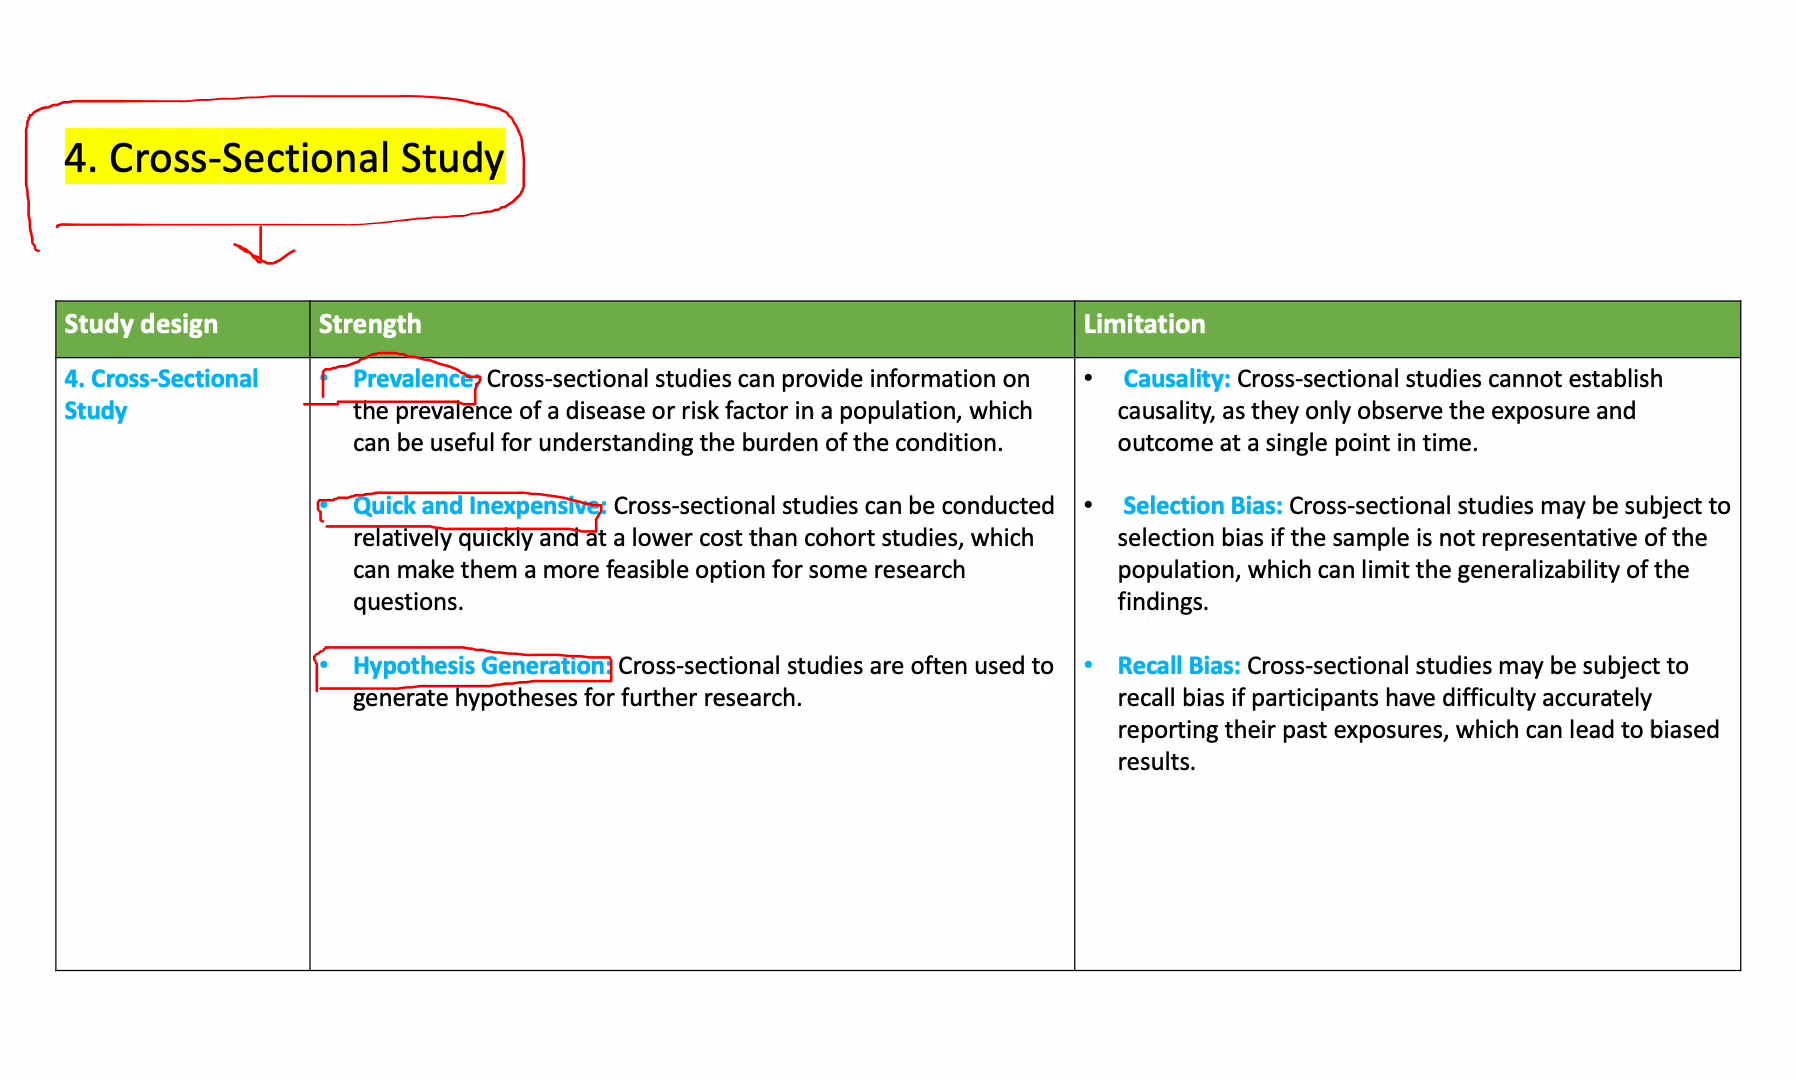 4. Cross-Sectional Study
Study design
Strength
Limitation
4. Cross-Sectional
Study
• Prevalence: Cross-sectional studies can provide information on
the prevalence of a disease or risk factor in a population, which
can be useful for understanding the burden of the condition.
• Quick and Inexpensive: Cross-sectional studies can be conducted
relatively quickly and at a lower cost than cohort studies, which
can make them a more feasible option for some research
questions.
• Hypothesis Generation: Cross-sectional studies are often used to
generate hypotheses for further research.
• Causality: Cross-sectional studies cannot establish
causality, as they only observe the exposure and
outcome at a single point in time.
• Selection Bias: Cross-sectional studies may be subject to
selection bias if the sample is not representative of the
population, which can limit the generalizability of the
findings.
• Recall Bias: Cross-sectional studies may be subject to
recall bias if participants have difficulty accurately
reporting their past exposures, which can lead to biased
results.